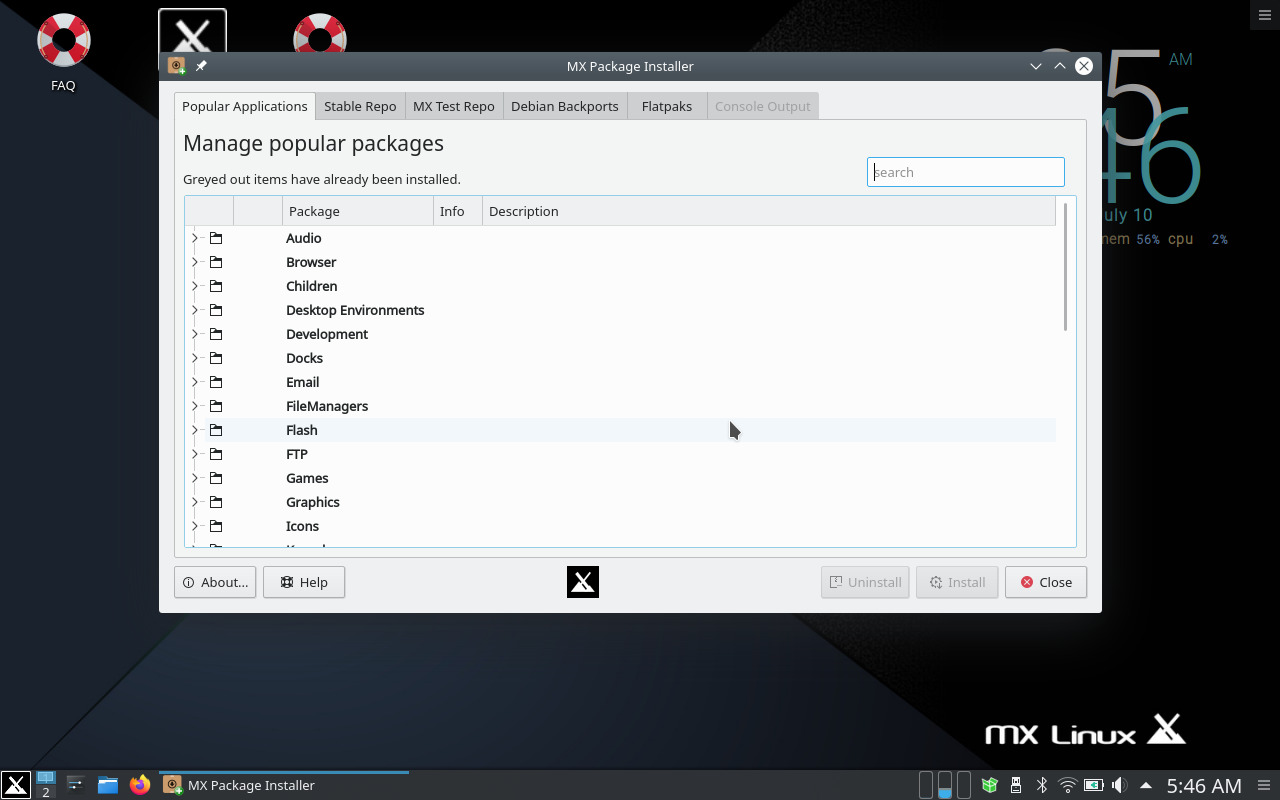 FAQ
MX Package Installer
5 AM
46
uly 10
mem 56% cpu 2%
Popular Applications Stable Repo MX Test Repo Debian Backports Flatpaks Console Output
Manage popular packages
Greyed out items have already been installed.
search
Package Info Description
Audio
Browser
Children
Desktop Environments
Development
Docks
Email
FileManagers
Flash
FTP
Games
Graphics
Icons
About... Help Uninstall Install Close
MX Linux
1
2
MX Package Installer
5:46 AM